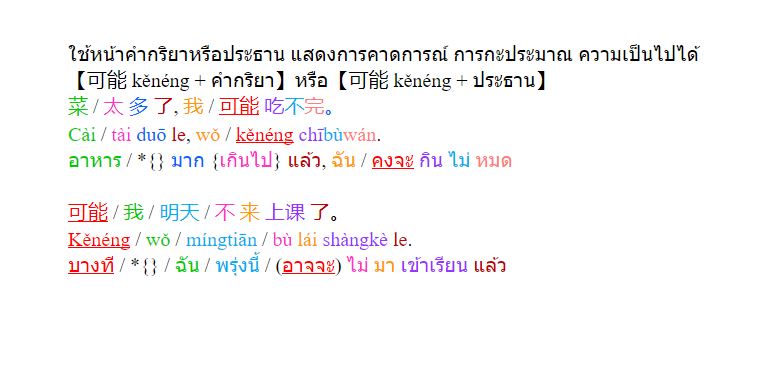 ใช้หน้าคำกริยาหรือประธาน แสดงการคาดการณ์ การกะประมาณ ความเป็นไปได้
【可能 kěnéng + คำกริยา】หรือ【可能 kěnéng + ประธาน】
菜 / 太 多 了, 我 / 可能 吃不完。
Cài / tài duō le, wǒ / kěnéng chībùwán.
อาหาร / *{} มาก {เกินไป} แล้ว, ฉัน / คงจะ กิน ไม่ หมด
可能 / 我 / 明天 / 不 来 上课 了。
Kěnéng / wǒ / míngtiān / bù lái shàngkè le.
บางที / *{} / ฉัน / พรุ่งนี้ / (อาจจะ) ไม่ มา เข้าเรียน แล้ว